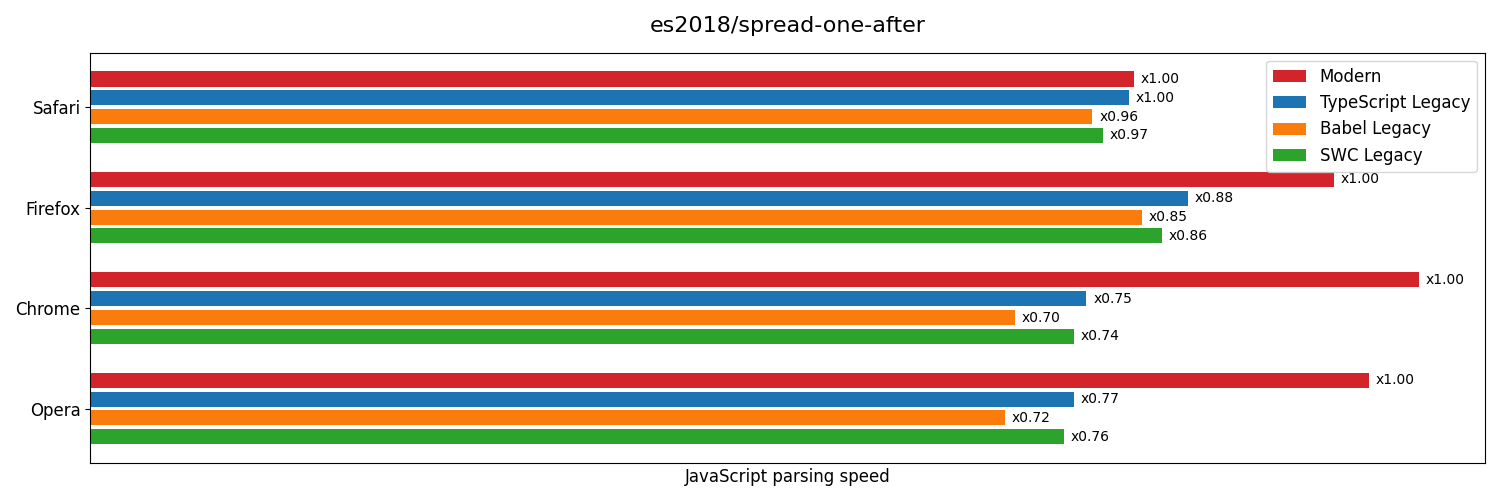 es2018/spread-one-after
Safari
x1.00
x1.00
x0.96
x0.97
Modern
TypeScript Legacy
Babel Legacy
SWC Legacy
Firefox
x1.00
x0.88
x0.85
x0.86
Chrome
x1.00
x0.75
x0.70
x0.74
Opera
x1.00
x0.77
x0.72
x0.76
JavaScript parsing speed